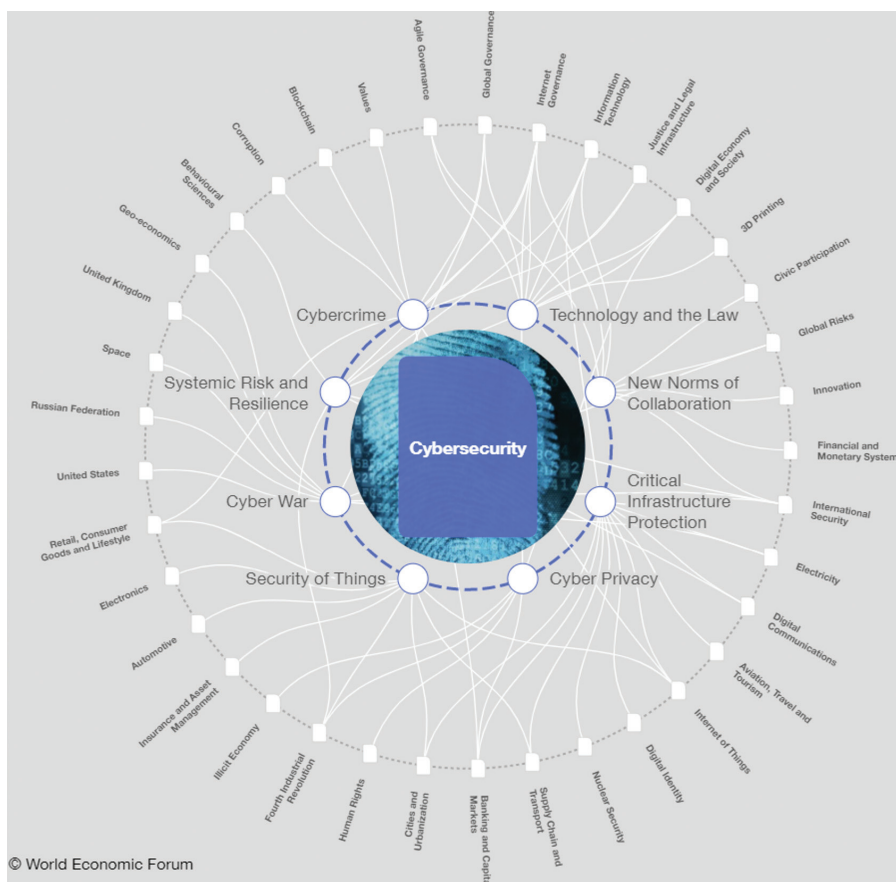 Agile Governance
Global Governance
Internet
Governance
Information
Technology
Justice and Legal
Infrastructure
Digital Economy
and Society
3D Printing
Civic Participation
Global Risks
Innovation
Financial and
Monetary System
International
Security
Electricity
Digital
Communications
Aviation, Travel and
Tourism
Internet of Things
Digital Identity
Nuclear Security
Supply Chain and
Transport
Banking and Capita
Markets
Cities and
Urbanization
Human Rights
Fourth Industrial
Revolution
Illicit Economy
Insurance and Asset
Management
Automotive
Electronics
Retail, Consumer
Goods and Lifestyle
United States
Russian Federation
Space
United Kingdom
Geo-economics
Behavioural
Sciences
Corruption
Blockchain
Values
Cybercrime
Technology and the Law
Systemic Risk and
Resilience
New Norms of
Collaboration
Cybersecurity
Cyber War
Critical
Infrastructure
Protection
Security of Things
Cyber Privacy
© World Economic Forum